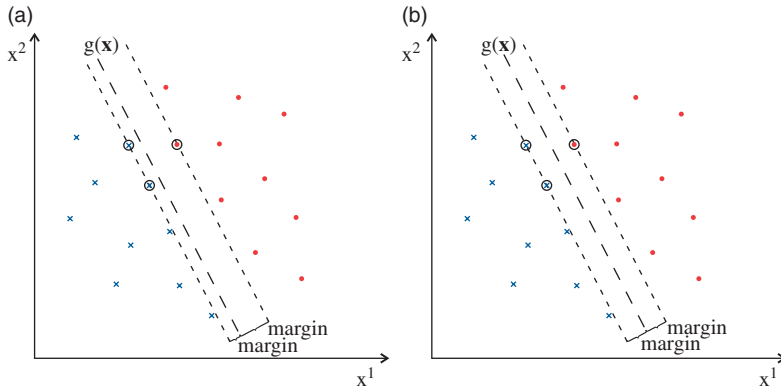 (a)
x²
g(x)
margin
margin
x¹
(b)
x²
g(x)
margin
margin
x¹